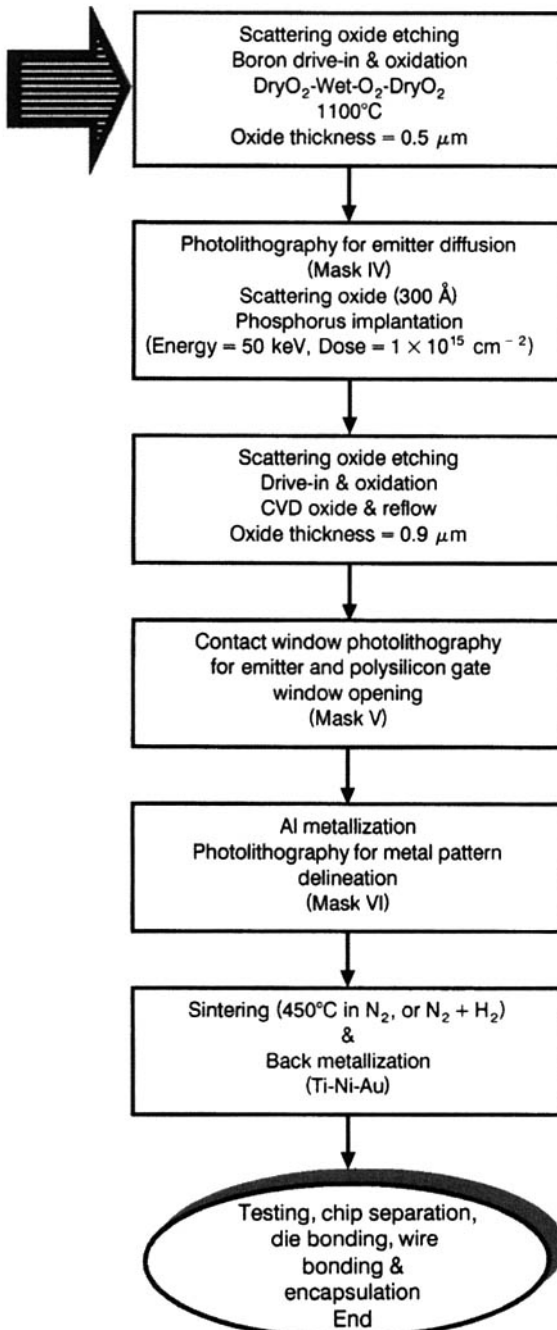 Scattering oxide etching
Boron drive-in & oxidation
DryO₂-Wet-O₂-DryO₂
1100°C
Oxide thickness = 0.5 μm
Photolithography for emitter diffusion
(Mask IV)
Scattering oxide (300 Å)
Phosphorus implantation
(Energy = 50 keV, Dose = 1 × 10¹⁵ cm⁻²)
Scattering oxide etching
Drive-in & oxidation
CVD oxide & reflow
Oxide thickness = 0.9 μm
Contact window photolithography
for emitter and polysilicon gate
window opening
(Mask V)
Al metallization
Photolithography for metal pattern
delineation
(Mask VI)
Sintering (450°C in N₂, or N₂ + H₂)
&
Back metallization
(Ti-Ni-Au)
Testing, chip separation,
die bonding, wire
bonding &
encapsulation
End